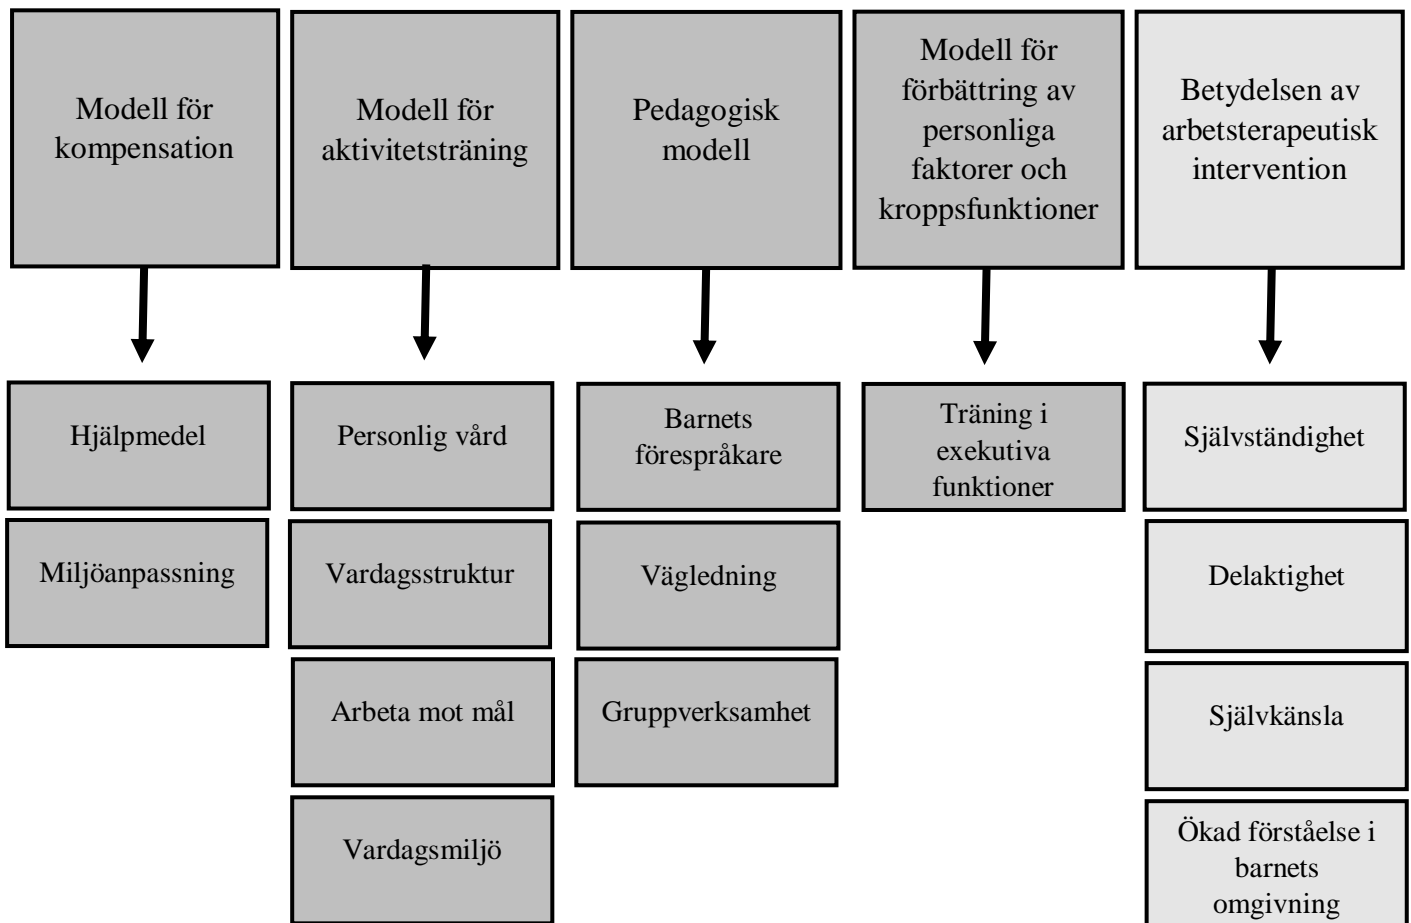 Modell för
kompensation
Modell för
aktivitetsträning
Pedagogisk
modell
Modell för
förbättring av
personliga
faktorer och
kroppsfunktioner
Betydelsen av
arbetsterapeutisk
intervention
Hjälpmedel
Miljöanpassning
Personlig vård
Vardagsstruktur
Arbeta mot mål
Vardagsmiljö
Barnets
förespråkare
Vägledning
Gruppverksamhet
Träning i
exekutiva
funktioner
Självständighet
Delaktighet
Självkänsla
Ökad förståelse i
barnets
omgivning